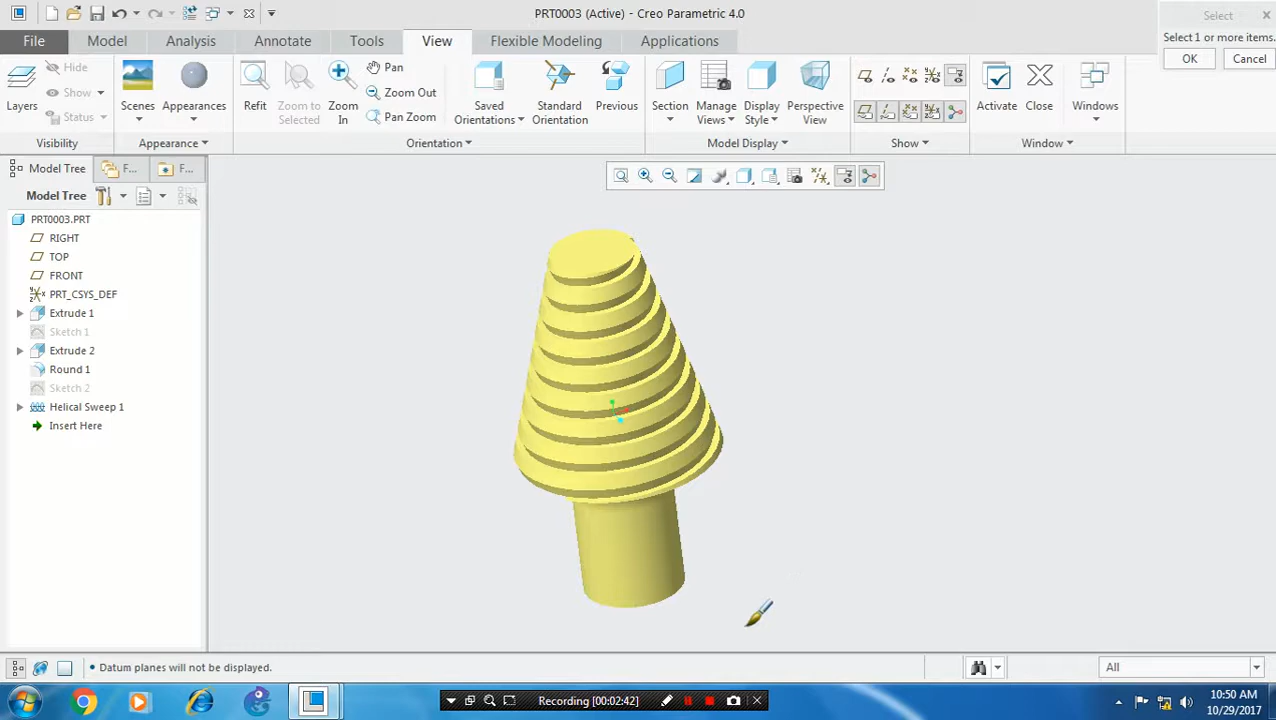 PRT0003 (Active) - Creo Parametric 4.0
Select
File
Model
Analysis
Annotate
Tools
View
Flexible Modeling
Applications
Select 1 or more items.
OK
Cancel
Layers
Hide
Show
Status
Scenes
Appearances
Refit
Zoom to Selected
Zoom In
Pan
Zoom Out
Pan Zoom
Saved Orientations
Standard Orientation
Previous
Section
Manage Views
Display Style
Perspective View
Activate
Close
Windows
Visibility
Appearance
Orientation
Model Display
Show
Window
Model Tree
F...
F...
Model Tree
PRT0003.PRT
RIGHT
TOP
FRONT
PRT_CSYS_DEF
Extrude 1
Sketch 1
Extrude 2
Round 1
Sketch 2
Helical Sweep 1
Insert Here
• Datum planes will not be displayed.
All
Recording [00:02:42]
10:50 AM
10/29/2017